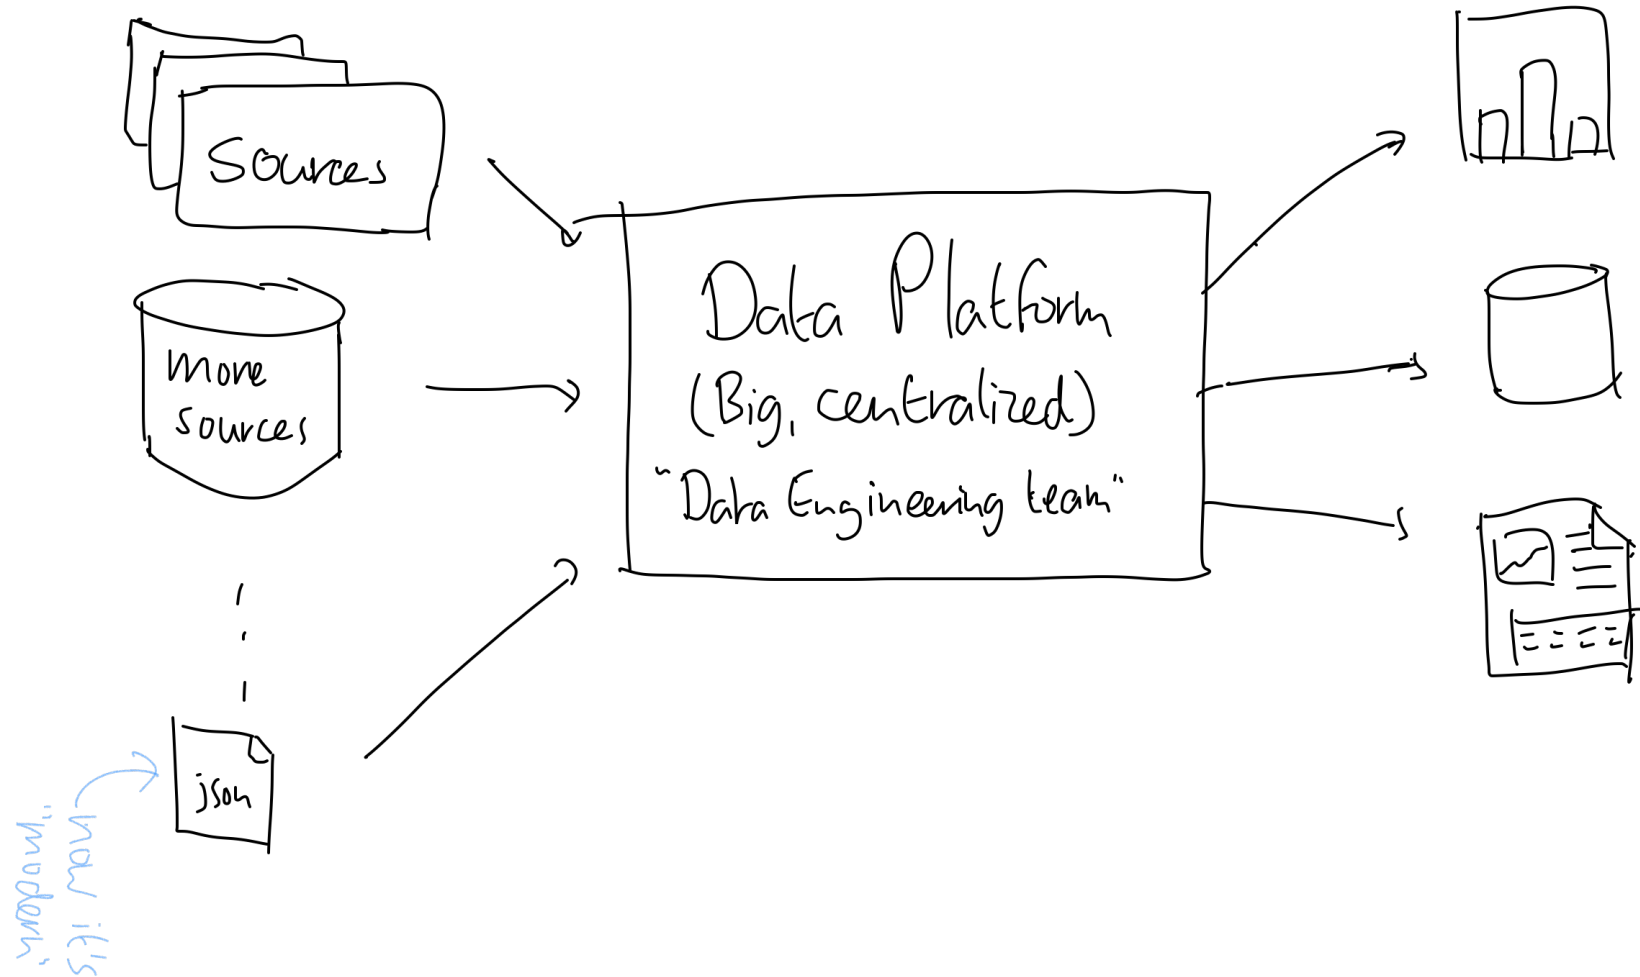 Sources
more
sources
Data Platform
(Big, centralized)
"Data Engineering team"
json
now it's
"modern"